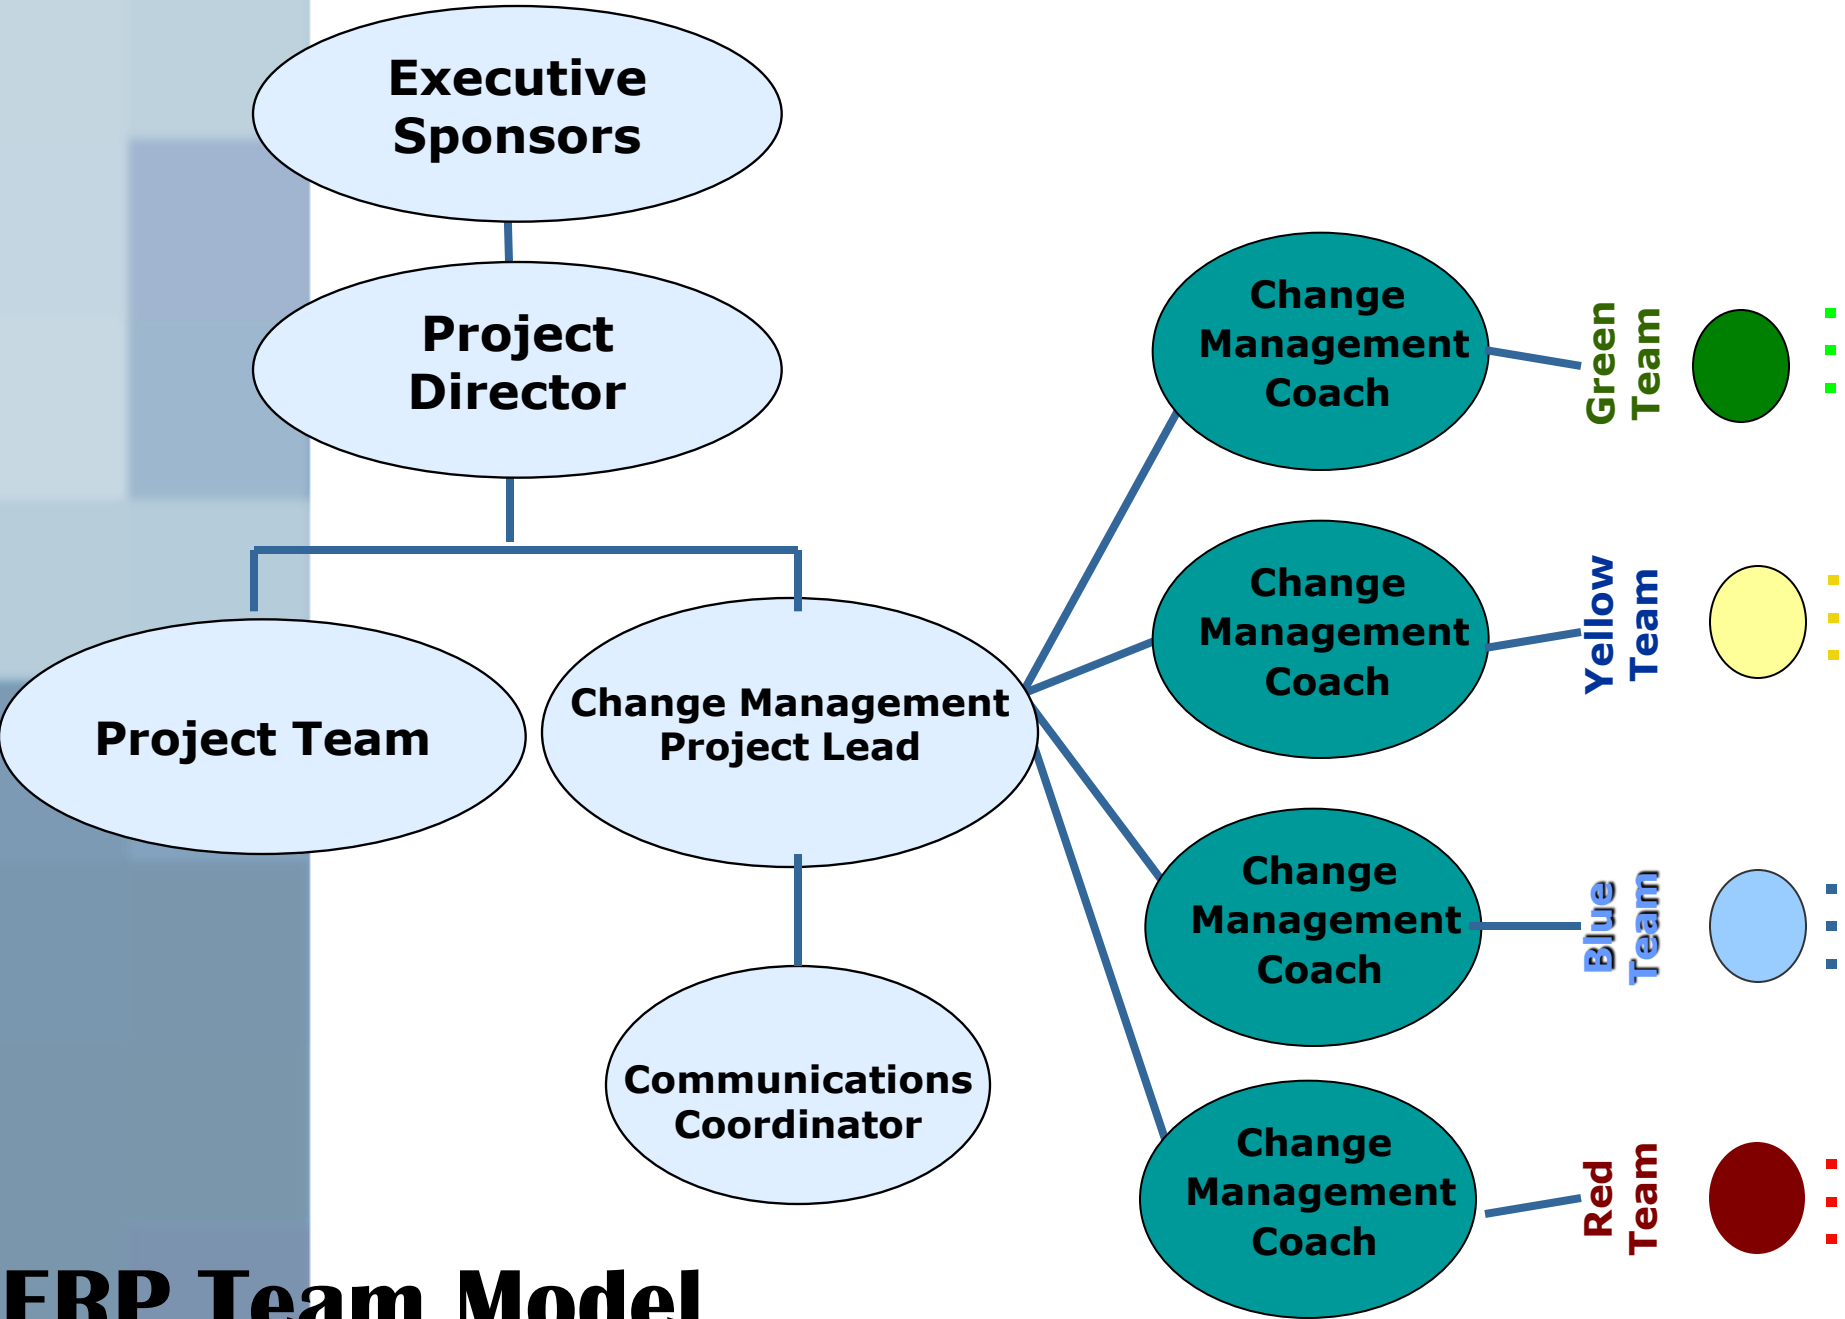 Executive
Sponsors
Project
Director
Project Team
Change Management
Project Lead
Communications
Coordinator
Change
Management
Coach
Green
Team
Change
Management
Coach
Yellow
Team
Change
Management
Coach
Blue
Team
Change
Management
Coach
Red
Team
ERP Team Model